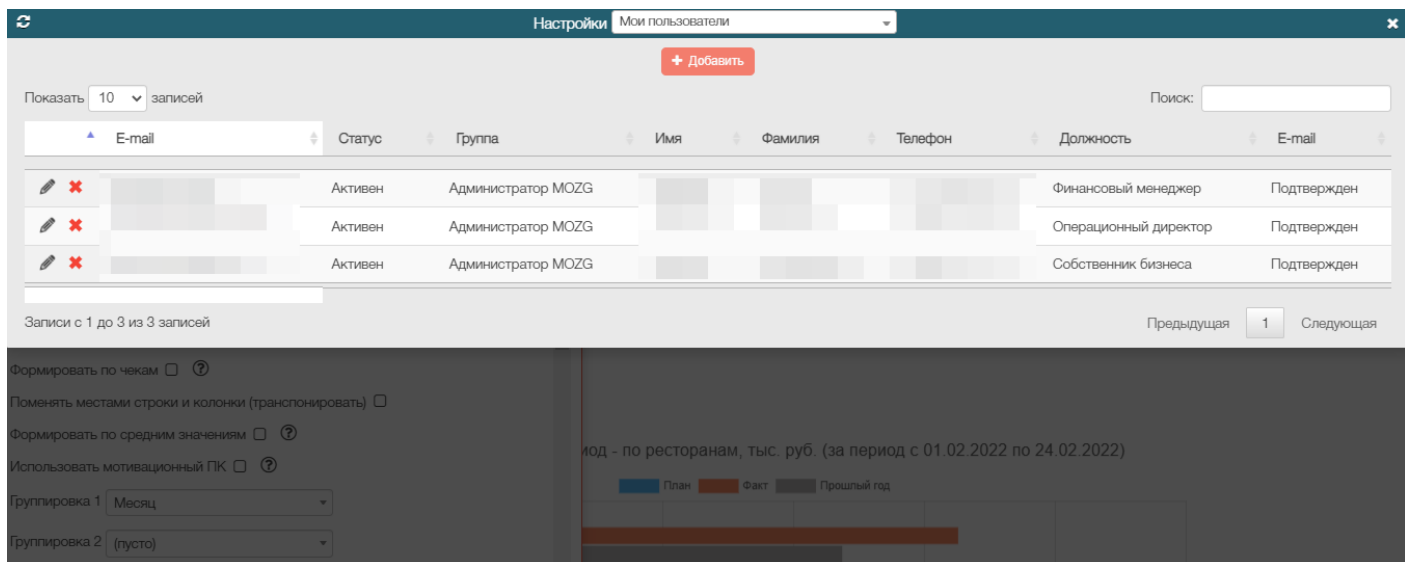 Настройки Мои пользователи
+ Добавить
Показать 10 записей Поиск:
E-mail Статус Группа Имя Фамилия Телефон Должность E-mail
Активен Администратор MOZG Финансовый менеджер Подтвержден
Активен Администратор MOZG Операционный директор Подтвержден
Активен Администратор MOZG Собственник бизнеса Подтвержден
Записи с 1 до 3 из 3 записей Предыдущая 1 Следующая
Формировать по чекам
Поменять местами строки и колонки (транспонировать)
Формировать по средним значениям
Использовать мотивационный ПК
Группировка 1 Месяц
Группировка 2 (пусто)
иод - по ресторанам, тыс. руб. (за период с 01.02.2022 по 24.02.2022)
План Факт Прошлый год